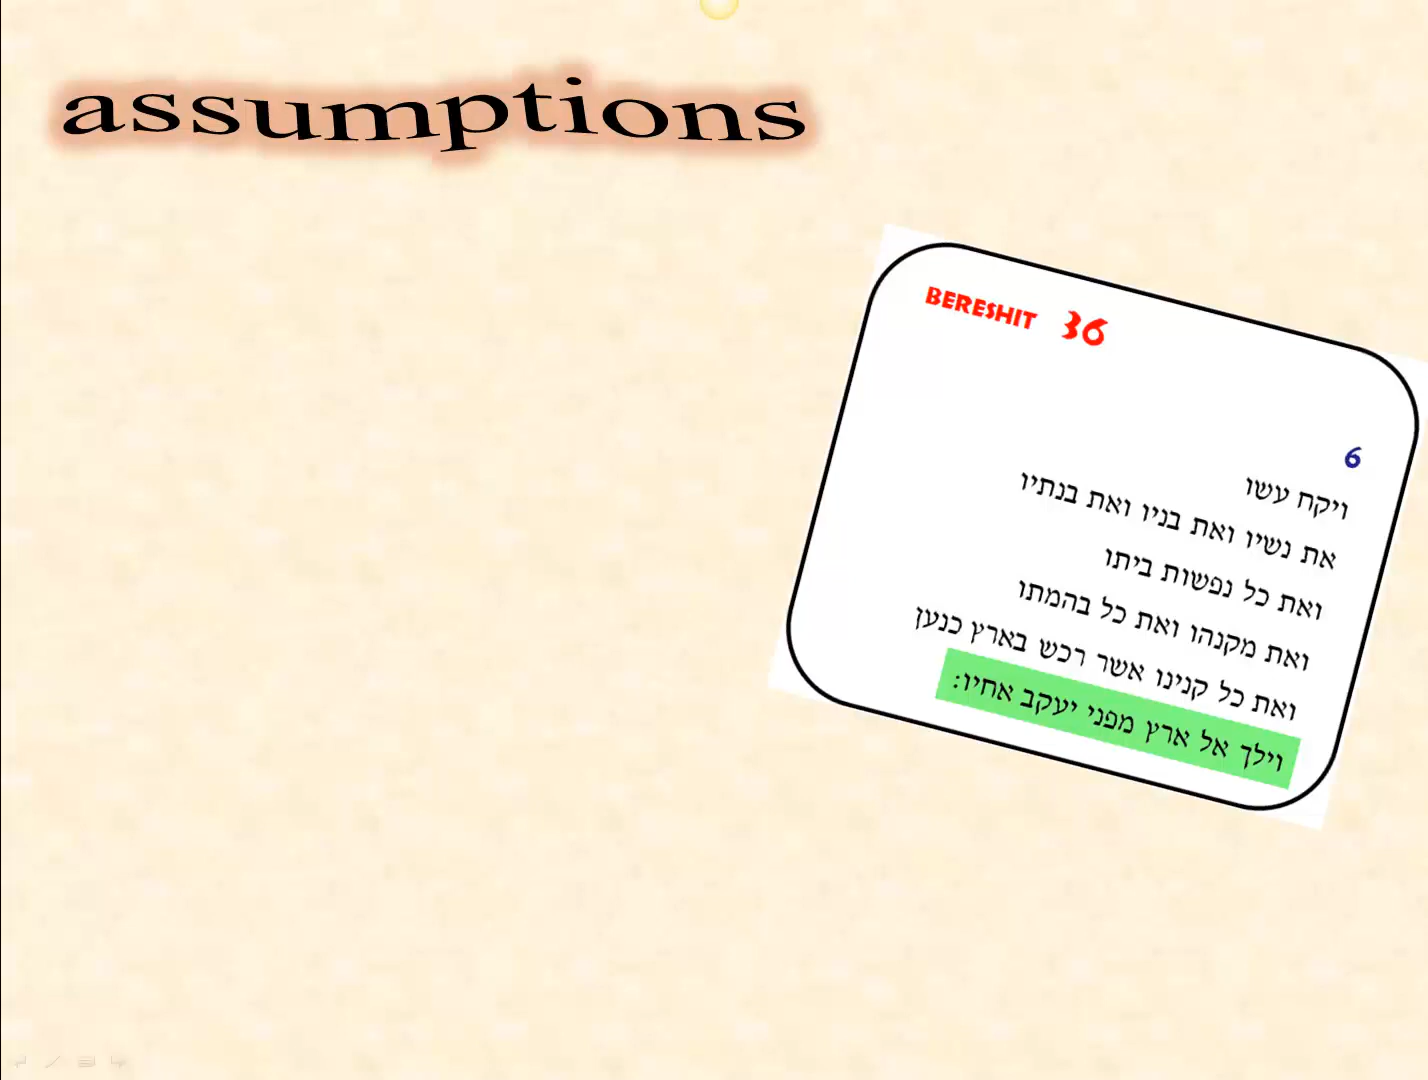 assumptions
BERESHIT 36
6
ויקח עשו
את נשיו ואת בניו ואת בנתיו
ואת כל נפשות ביתו
ואת מקנהו ואת כל בהמתו
ואת כל קנינו אשר רכש בארץ כנען
וילך אל ארץ מפני יעקב אחיו: